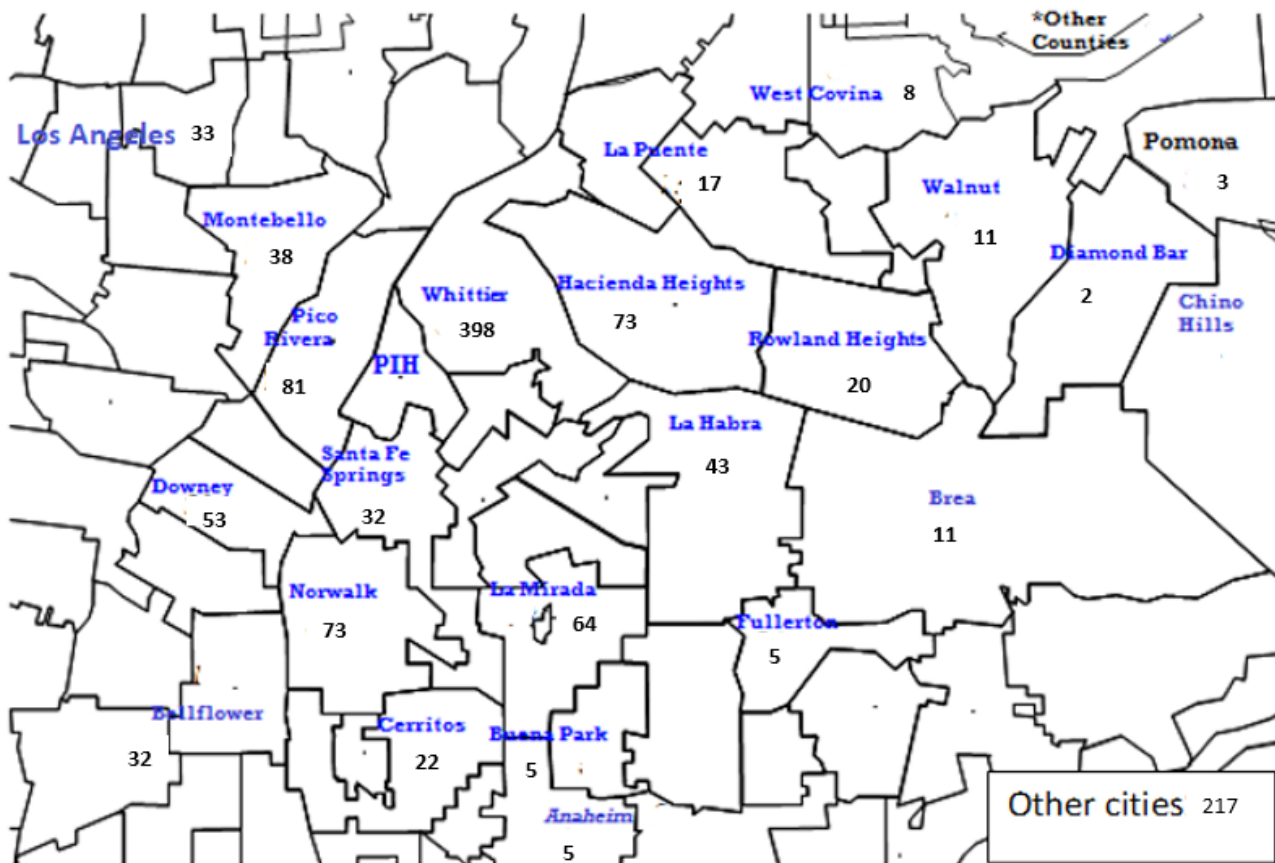 *Other
Counties
West Covina 8
Los Angeles 33
La Puente
17
Pomona
3
Walnut
11
Montebello
38
Diamond Bar
2
Hacienda Heights
73
Whittier
398
Chino
Hills
Pico
Rivera
81
Rowland Heights
20
PIH
La Habra
43
Santa Fe
Springs
32
Downey
53
Brea
11
Norwalk
73
La Mirada
64
Fullerton
5
Bellflower
32
Cerritos
22
Buena Park
5
Anaheim
5
Other cities 217